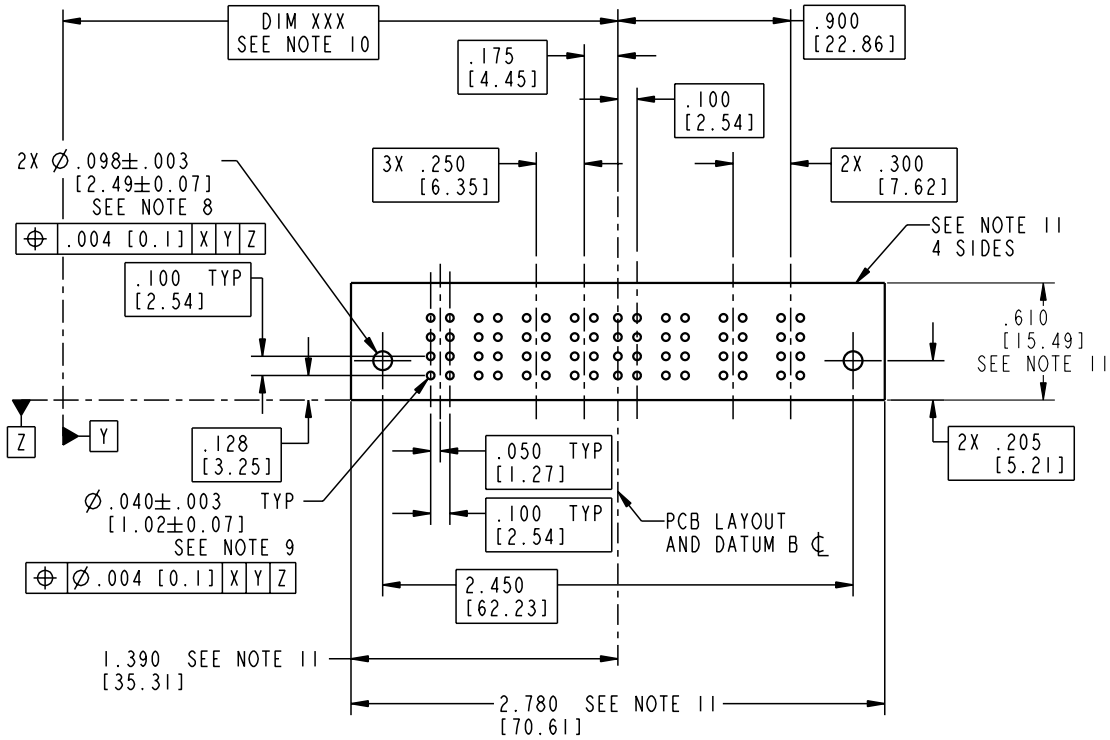 DIM XXX
SEE NOTE 10
.900
[22.86]
.175
[4.45]
.100
[2.54]
2X Ø .098±.003
[2.49±0.07]
SEE NOTE 8
⌖ .004 [0.1] X Y Z
3X .250
[6.35]
2X .300
[7.62]
SEE NOTE 11
4 SIDES
.100 TYP
[2.54]
.610
[15.49]
SEE NOTE 11
Z
Y
.128
[3.25]
.050 TYP
[1.27]
2X .205
[5.21]
Ø.040±.003 TYP
[1.02±0.07]
SEE NOTE 9
⌖ Ø.004 [0.1] X Y Z
.100 TYP
[2.54]
PCB LAYOUT
AND DATUM B ℄
2.450
[62.23]
1.390 SEE NOTE 11
[35.31]
2.780 SEE NOTE 11
[70.61]